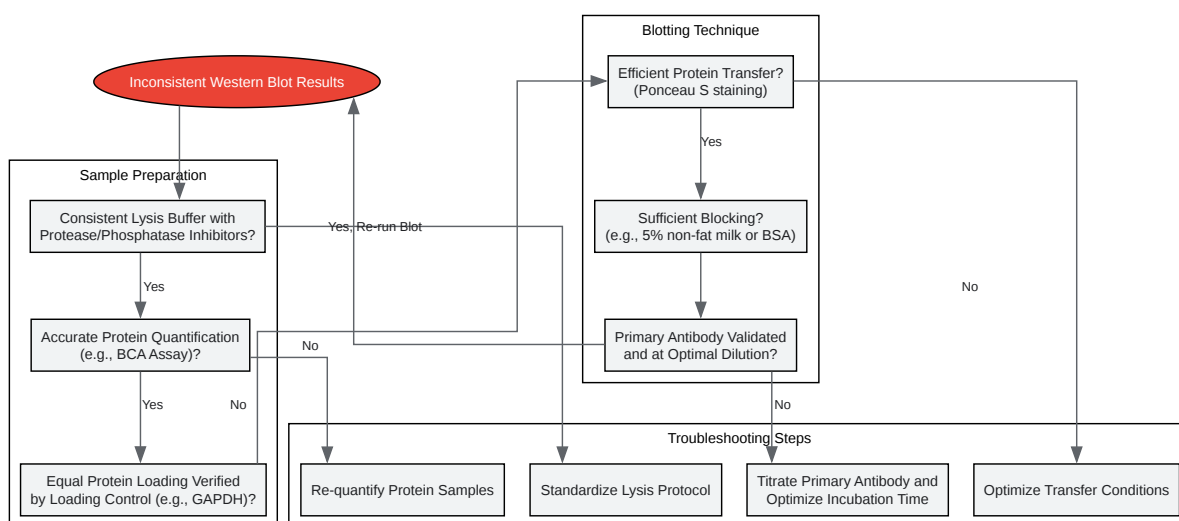 Blotting Technique
Inconsistent Western Blot Results
Efficient Protein Transfer?
(Ponceau S staining)
Yes
Sample Preparation
Consistent Lysis Buffer with
Protease/Phosphatase Inhibitors?
Yes, Re-run Blot
Sufficient Blocking?
(e.g., 5% non-fat milk or BSA)
Yes
No
Accurate Protein Quantification
(e.g., BCA Assay)?
No
Primary Antibody Validated
and at Optimal Dilution?
Yes
No
No
Troubleshooting Steps
Equal Protein Loading Verified
by Loading Control (e.g., GAPDH)?
Re-quantify Protein Samples
Standardize Lysis Protocol
Titrate Primary Antibody and
Optimize Incubation Time
Optimize Transfer Conditions